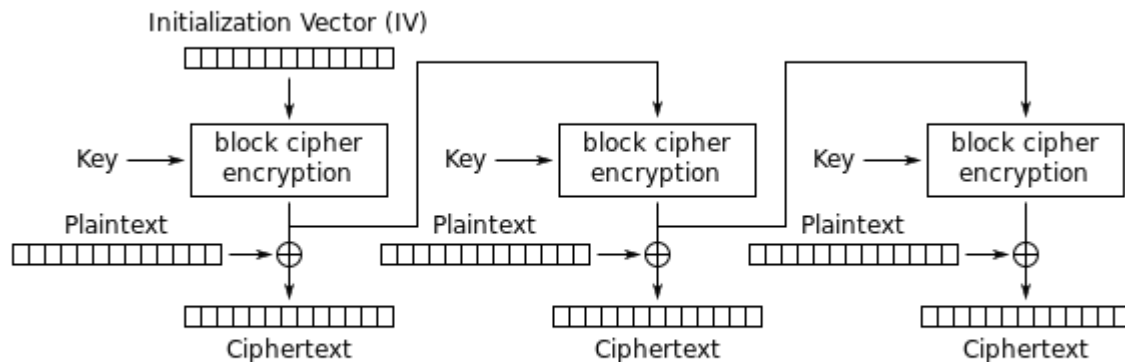 Initialization Vector (IV)
Key
block cipher
encryption
Key
block cipher
encryption
Key
block cipher
encryption
Plaintext
Plaintext
Plaintext
Ciphertext
Ciphertext
Ciphertext